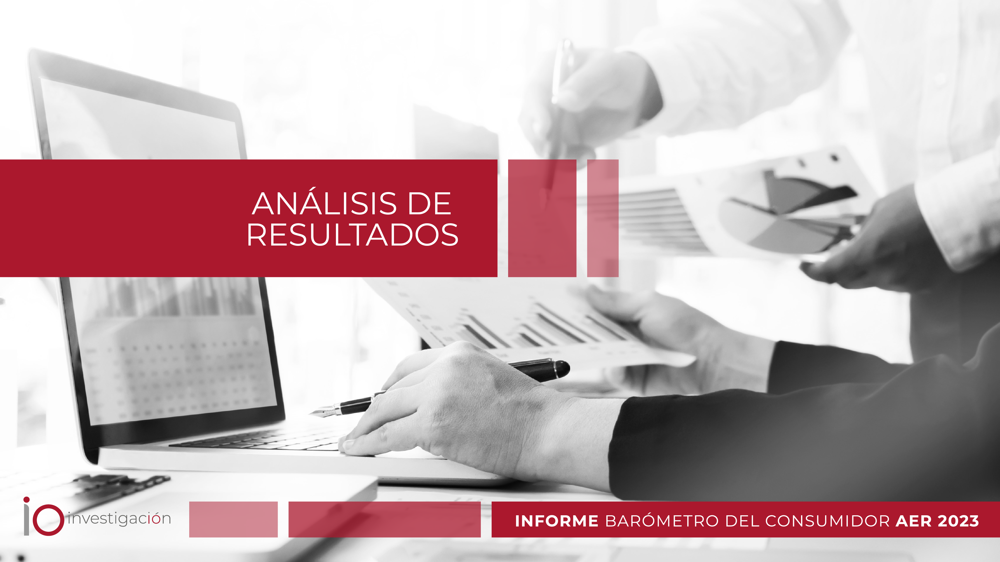 ANÁLISIS DE
RESULTADOS
io investigación
INFORME BARÓMETRO DEL CONSUMIDOR AER 2023